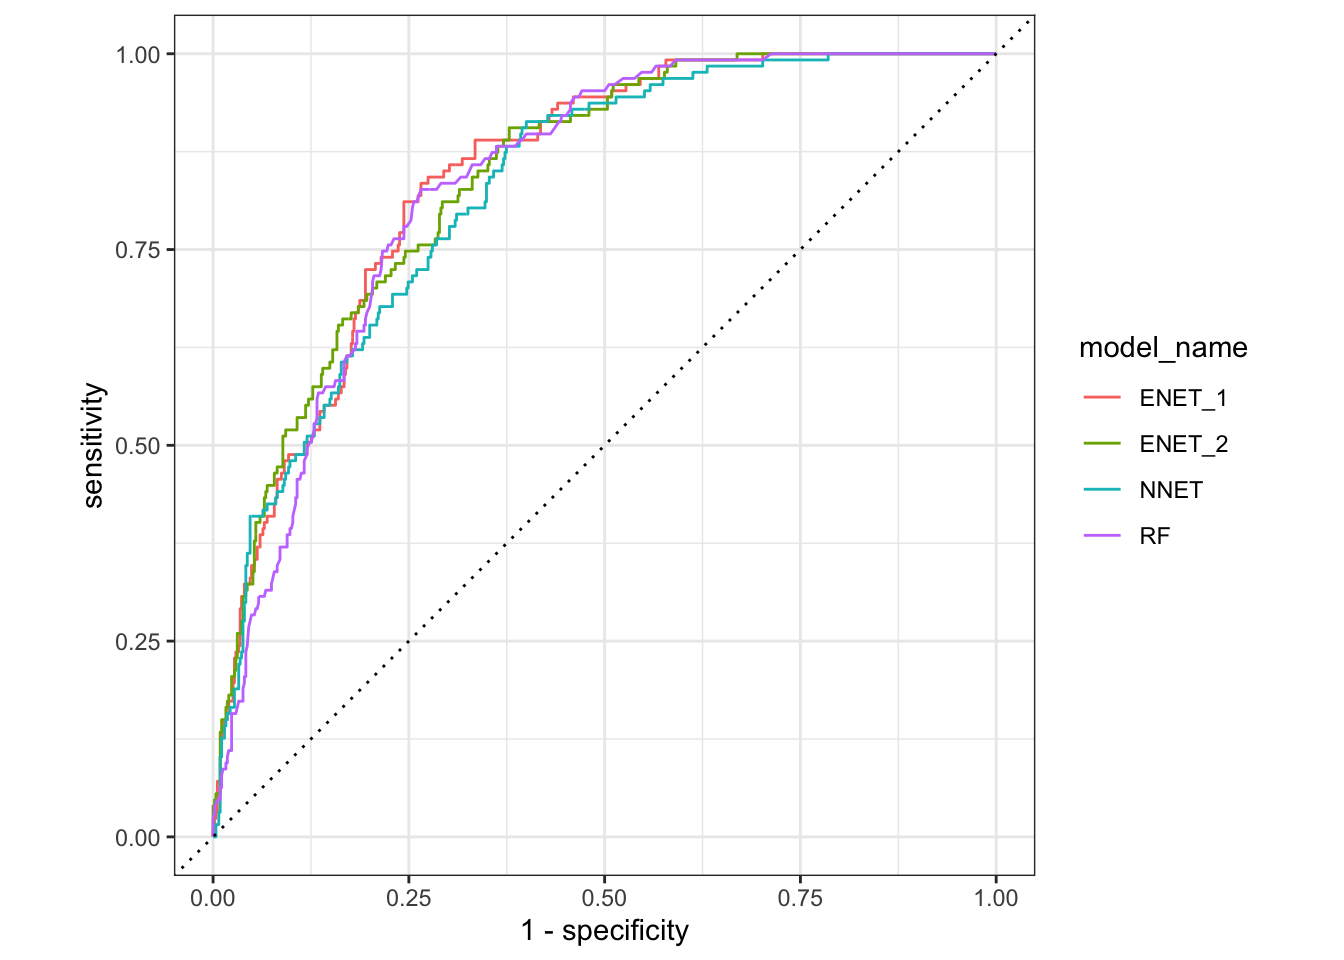 1.00
0.75
0.50
0.25
0.00
sensitivity
0.00 0.25 0.50 0.75 1.00
1 - specificity
model_name
ENET_1
ENET_2
NNET
RF